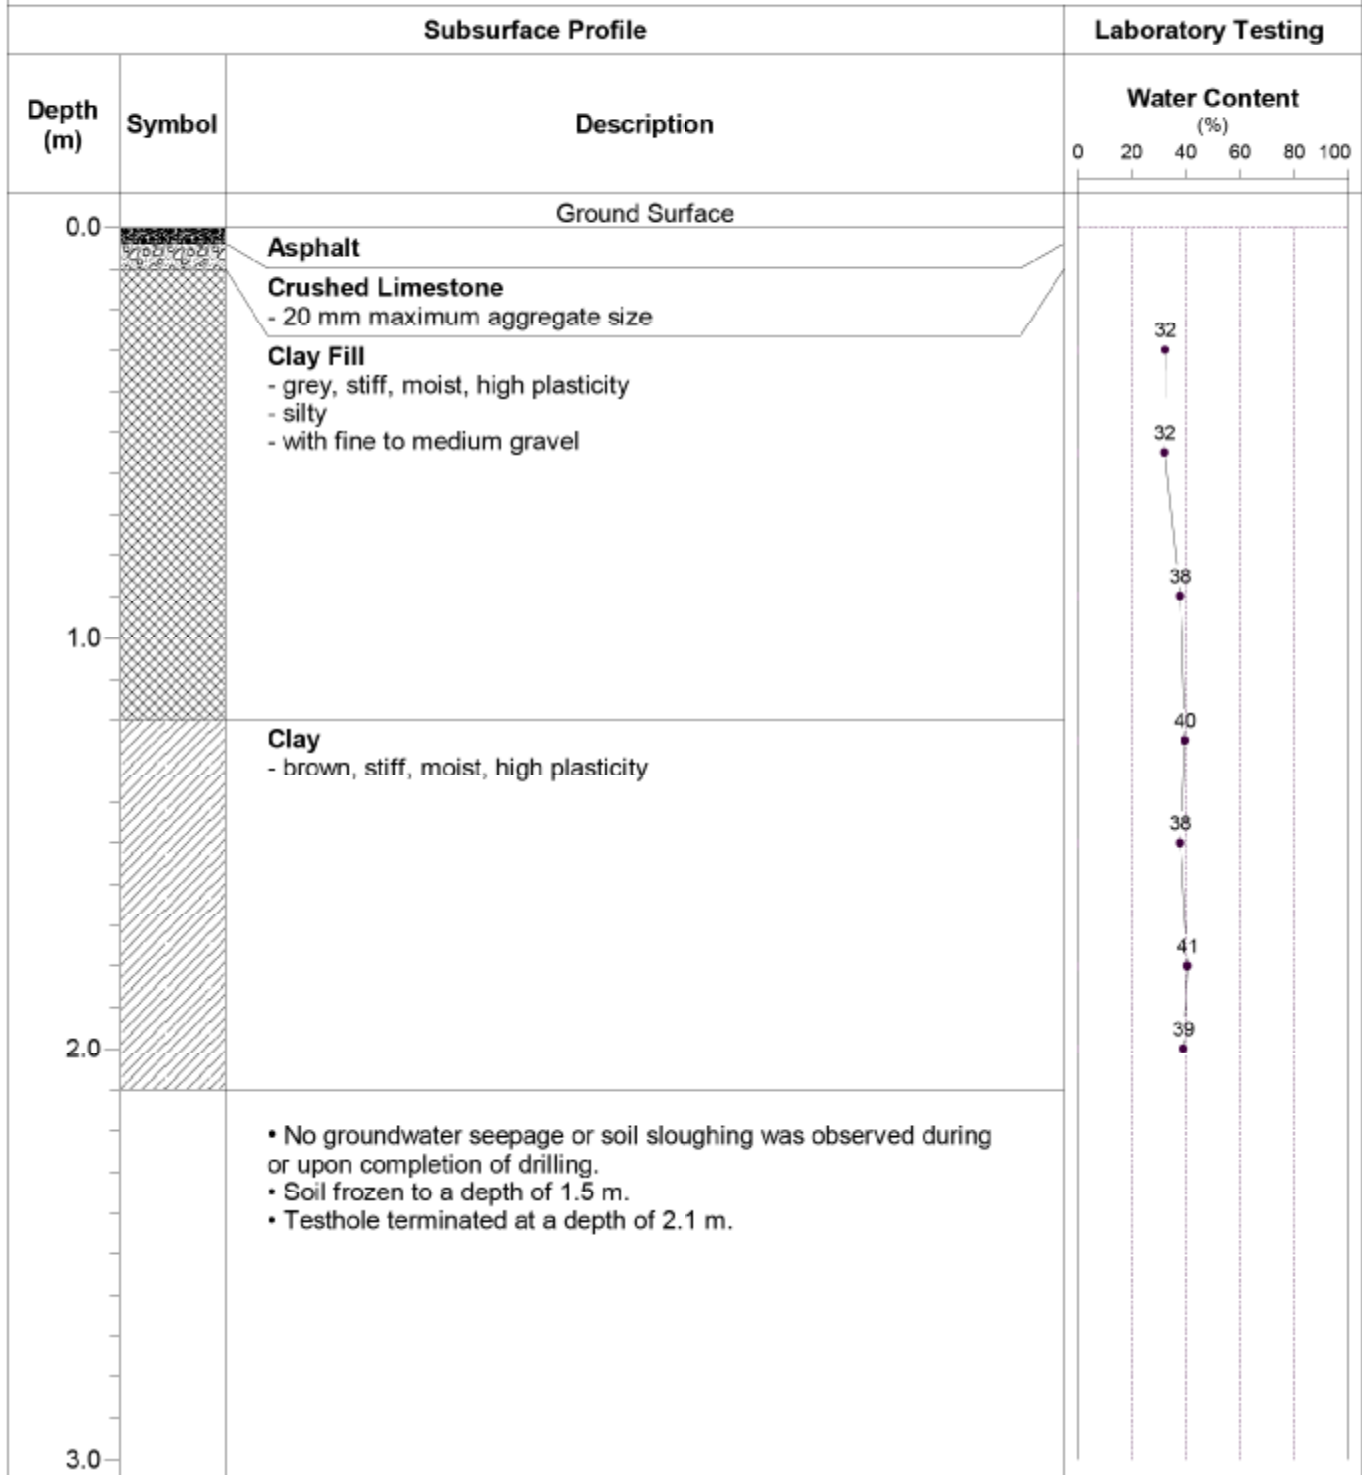 Subsurface Profile
Laboratory Testing
Depth
(m)
Symbol
Description
Water Content
(%)
0 20 40 60 80 100
Ground Surface
0.0
Asphalt
Crushed Limestone
- 20 mm maximum aggregate size
32
Clay Fill
- grey, stiff, moist, high plasticity
- silty
- with fine to medium gravel
32
38
1.0
40
Clay
- brown, stiff, moist, high plasticity
38
41
39
2.0
• No groundwater seepage or soil sloughing was observed during
or upon completion of drilling.
• Soil frozen to a depth of 1.5 m.
• Testhole terminated at a depth of 2.1 m.
3.0